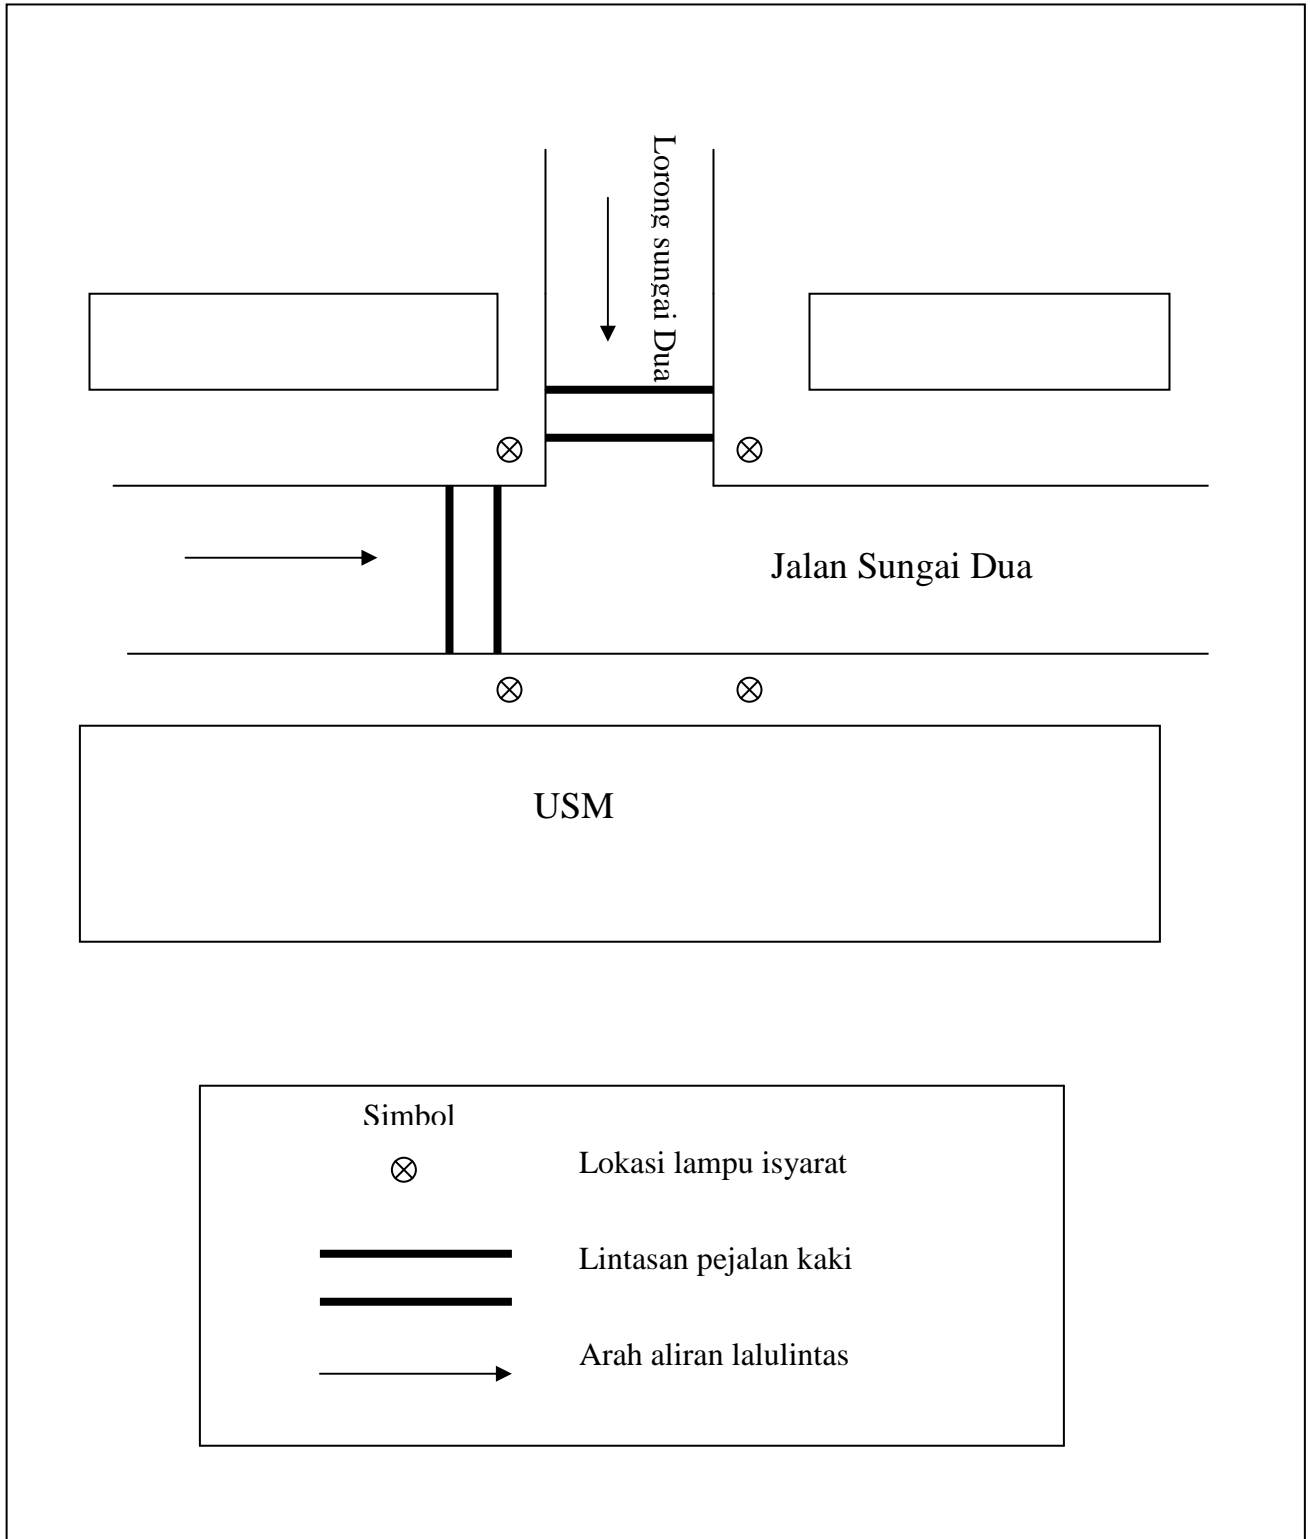 Lorong sungai Dua
Jalan Sungai Dua
USM
Simbol
Lokasi lampu isyarat
Lintasan pejalan kaki
Arah aliran lalulintas